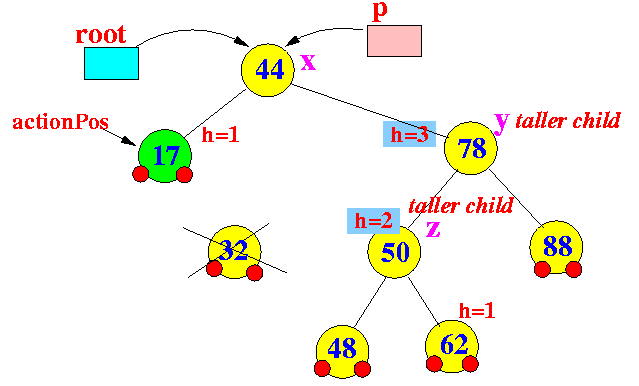 p
root
44 x
y taller child
actionPos
h=1
h=3
17
78
taller child
h=2
z
32
50
88
h=1
48
62